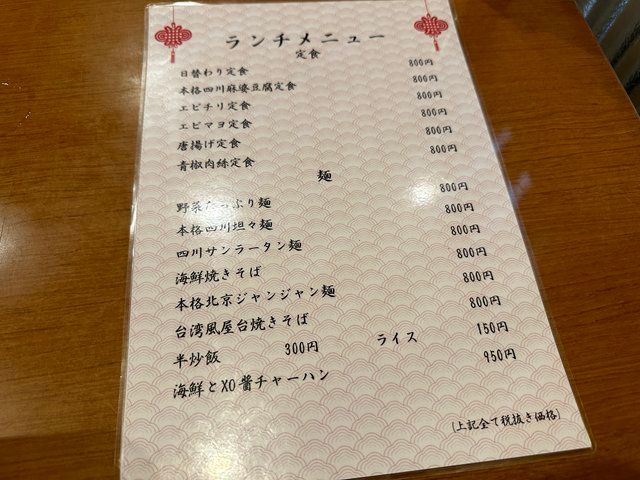 ランチメニュー
定食
日替わり定食 800円
本格四川麻婆豆腐定食 800円
エビチリ定食 800円
エビマヨ定食 800円
唐揚げ定食 800円
青椒肉絲定食 800円
麺
野菜たっぷり麺 800円
本格四川坦々麺 800円
四川サンラータン麺 800円
海鮮焼きそば 800円
本格北京ジャンジャン麺 800円
台湾風屋台焼きそば 800円
半炒飯 300円 ライス 150円
海鮮とXO醬チャーハン 950円
(上記全て税抜き価格)